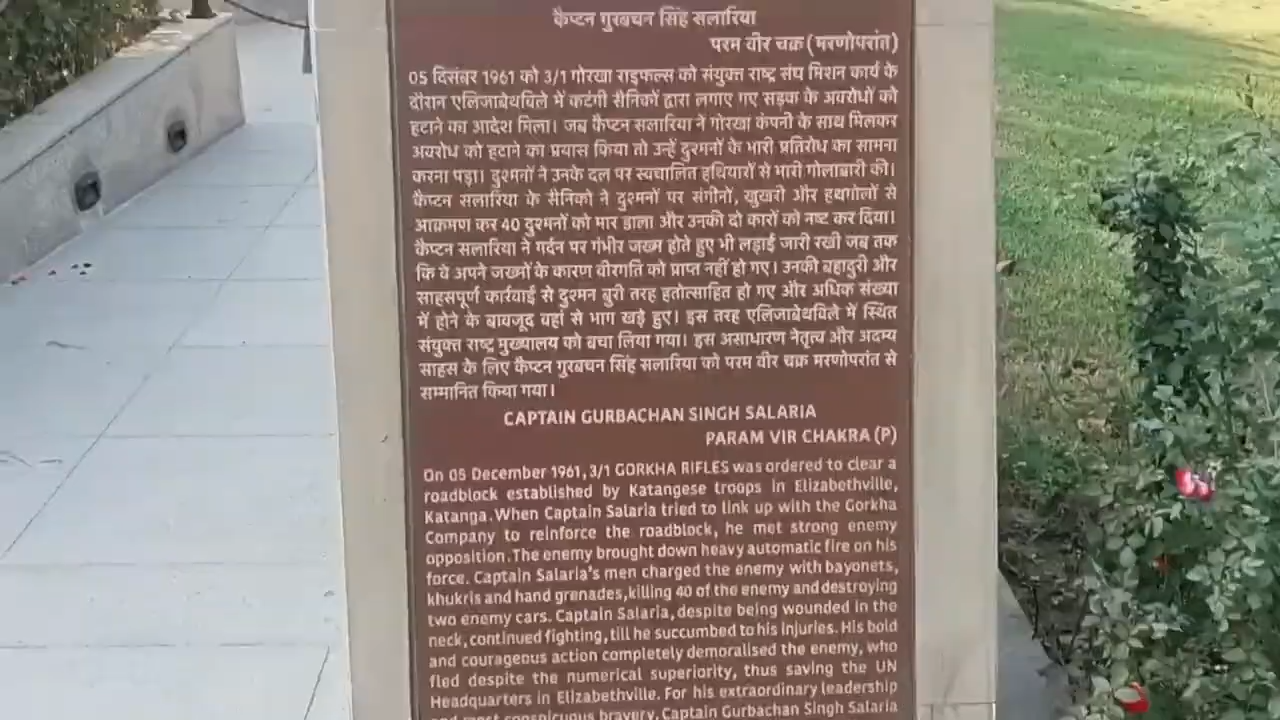 कैप्टन गुरबचन सिंह सलारिया
परम वीर चक्र (मरणोपरांत)
05 दिसंबर 1961 को 3/1 गोरखा राइफल्स को संयुक्त राष्ट्र संघ मिशन कार्य के
दौरान एलिजाबेथविले में कटंगी सैनिकों द्वारा लगाए गए सड़क के अवरोधों को
हटाने का आदेश मिला। जब कैप्टन सलारिया ने गोरखा कंपनी के साथ मिलकर
अवरोध को हटाने का प्रयास किया तो उन्हें दुश्मनों के भारी प्रतिरोध का सामना
करना पड़ा। दुश्मनों ने उनके दल पर स्वचालित हथियारों से भारी गोलाबारी की।
कैप्टन सलारिया के सैनिको ने दुश्मनों पर संगीनों, खुखरी और हथगोलों से
आक्रमण कर 40 दुश्मनों को मार डाला और उनकी दो कारों को नष्ट कर दिया।
कैप्टन सलारिया ने गर्दन पर गंभीर जख्म होते हुए भी लड़ाई जारी रखी जब तक
कि वे अपने जख्मों के कारण वीरगति को प्राप्त नहीं हो गए। उनकी बहादुरी और
साहसपूर्ण कार्रवाई से दुश्मन बुरी तरह हतोत्साहित हो गए और अधिक संख्या
में होने के बावजूद वहां से भाग खड़े हुए। इस तरह एलिजाबेथविले में स्थित
संयुक्त राष्ट्र मुख्यालय को बचा लिया गया। इस असाधारण नेतृत्व और अदम्य
साहस के लिए कैप्टन गुरबचन सिंह सलारिया को परम वीर चक्र मरणोपरांत से
सम्मानित किया गया।
CAPTAIN GURBACHAN SINGH SALARIA
PARAM VIR CHAKRA (P)
On 05 December 1961, 3/1 GORKHA RIFLES was ordered to clear a
roadblock established by Katangese troops in Elizabethville,
Katanga. When Captain Salaria tried to link up with the Gorkha
Company to reinforce the roadblock, he met strong enemy
opposition. The enemy brought down heavy automatic fire on his
force. Captain Salaria's men charged the enemy with bayonets,
khukris and hand grenades, killing 40 of the enemy and destroying
two enemy cars. Captain Salaria, despite being wounded in the
neck, continued fighting, till he succumbed to his injuries. His bold
and courageous action completely demoralised the enemy, who
fled despite the numerical superiority, thus saving the UN
Headquarters in Elizabethville. For his extraordinary leadership
and most conspicuous bravery, Captain Gurbachan Singh Salaria